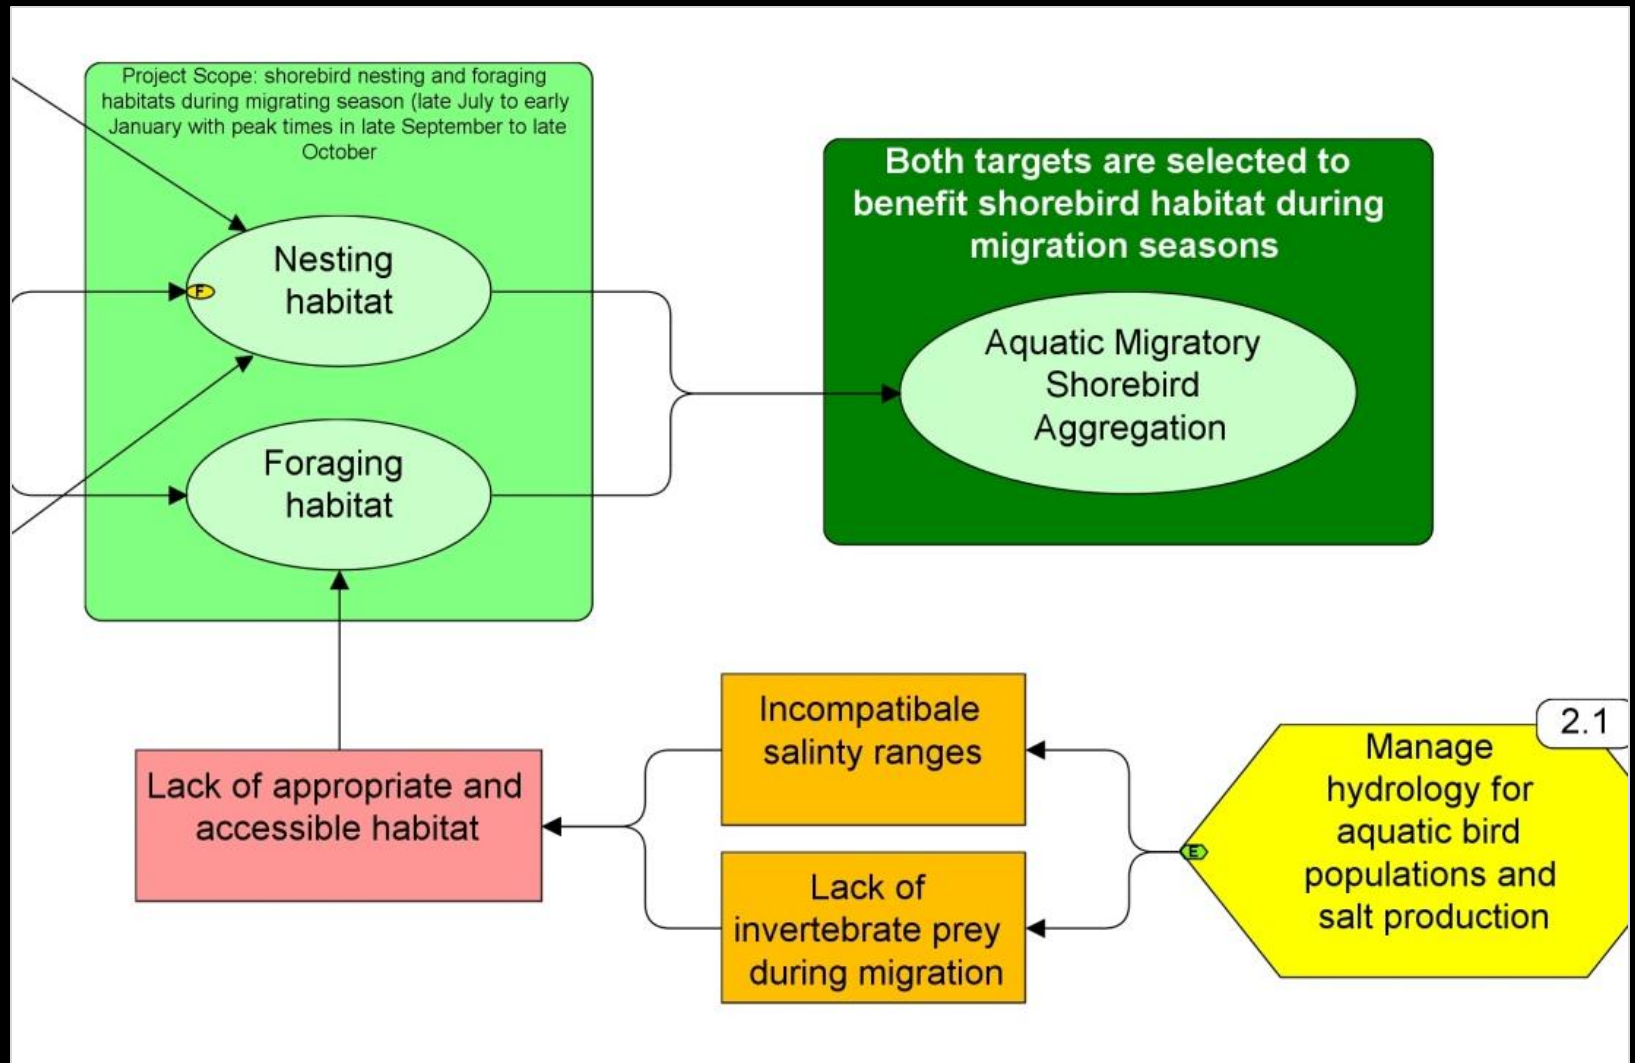 Project Scope: shorebird nesting and foraging
habitats during migrating season (late July to early
January with peak times in late September to late
October
Nesting
habitat
F
Foraging
habitat
Both targets are selected to
benefit shorebird habitat during
migration seasons
Aquatic Migratory
Shorebird
Aggregation
Lack of appropriate and
accessible habitat
Incompatibale
salinty ranges
Lack of
invertebrate prey
during migration
2.1
Manage
hydrology for
aquatic bird
populations and
salt production
E